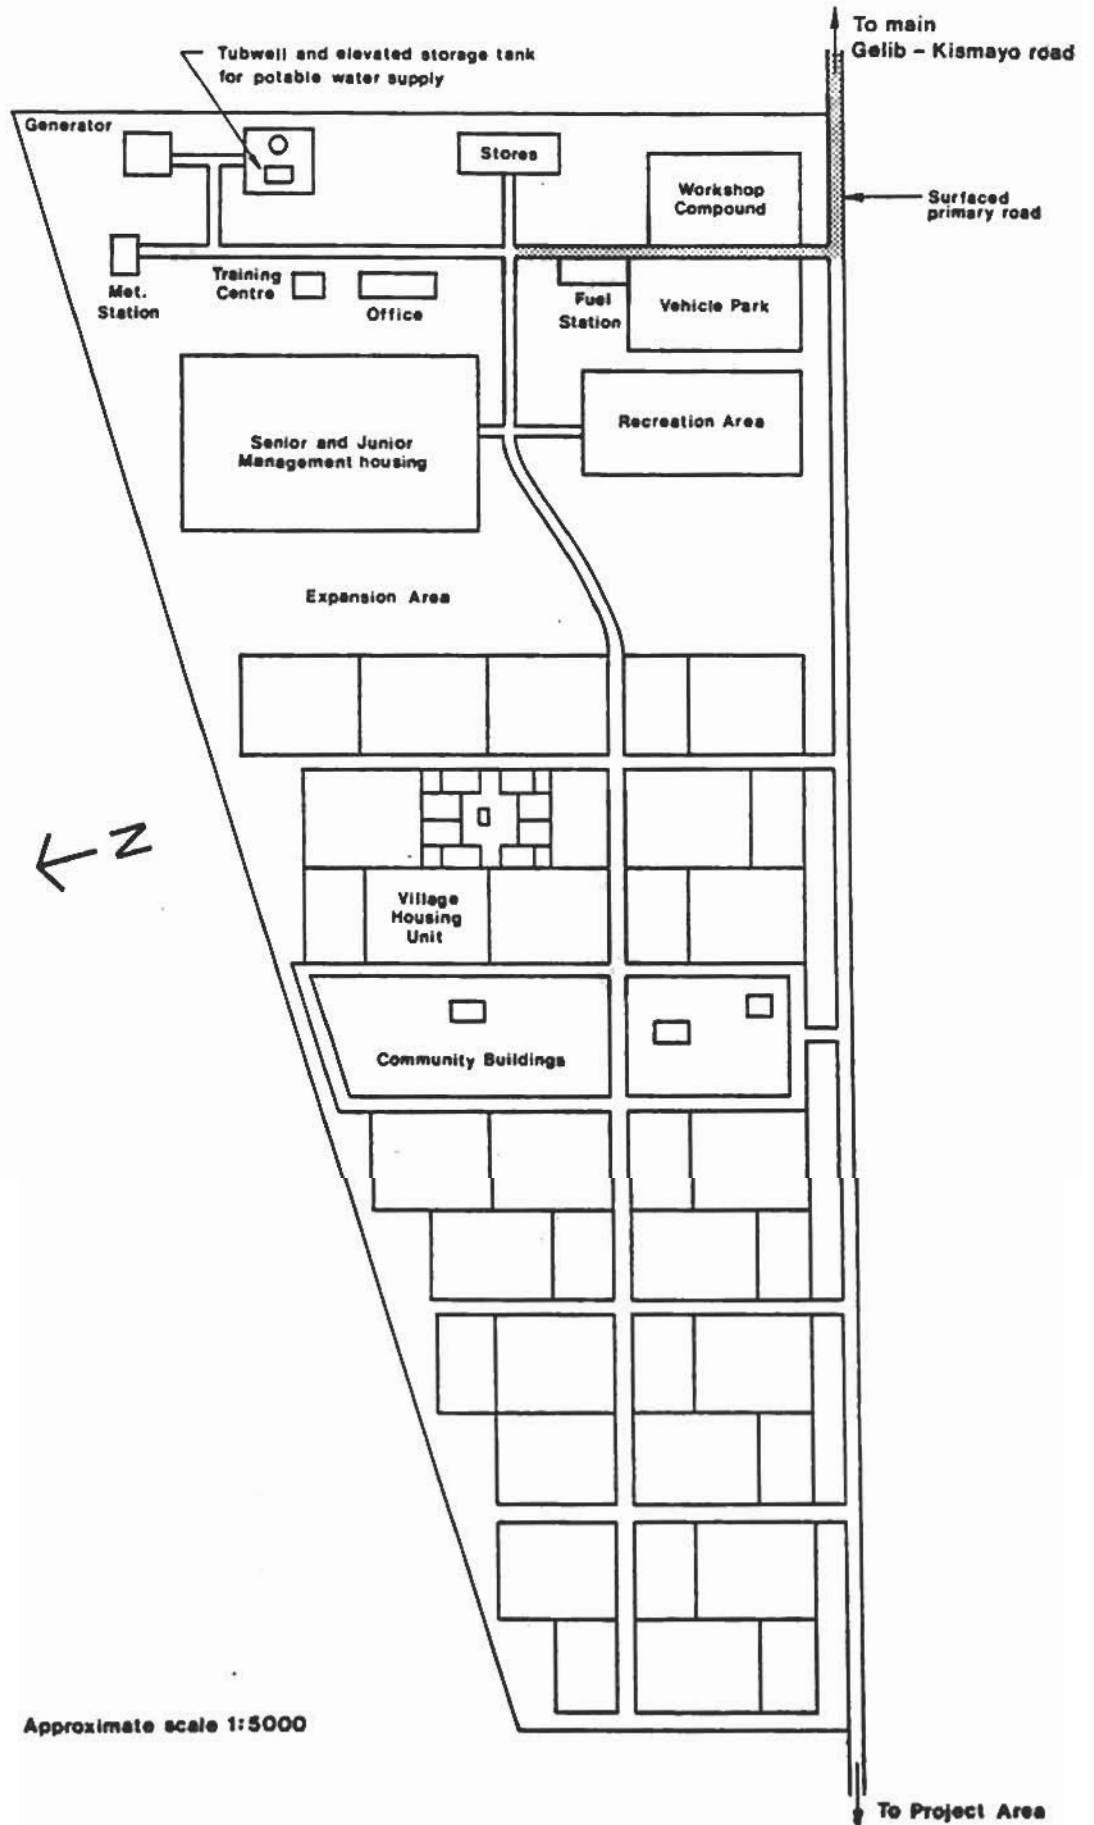 To main
Gelib - Kismayo road
Tubwell and elevated storage tank
for potable water supply
Generator
Stores
Workshop
Compound
Surfaced
primary road
Met.
Station
Training
Centre
Office
Fuel
Station
Vehicle Park
Senior and Junior
Management housing
Recreation Area
Expansion Area
N
Village
Housing
Unit
Community Buildings
Approximate scale 1:5000
To Project Area